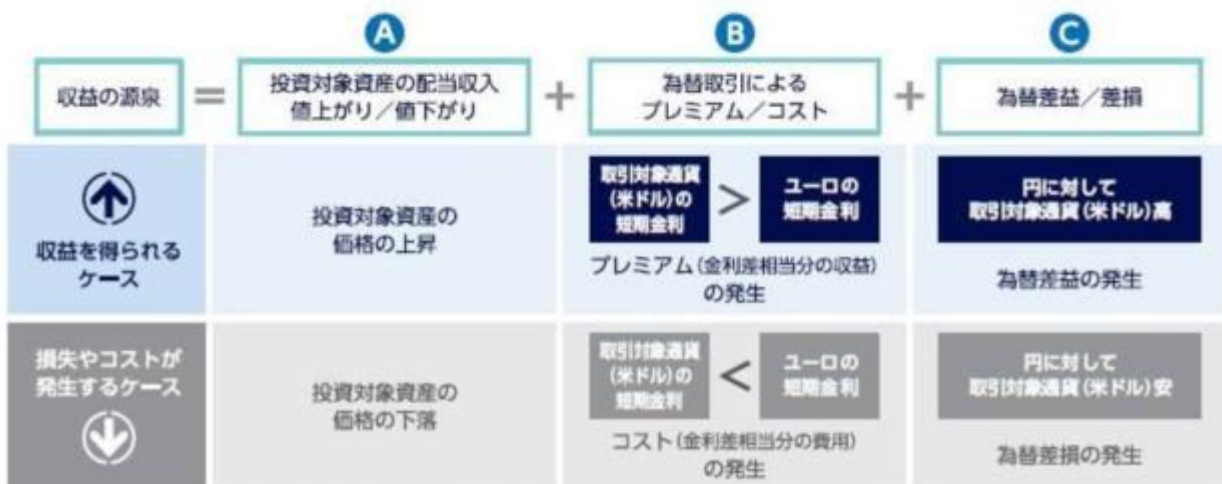 A
B
C
収益の源泉
=
投資対象資産の配当収入
値上がり/値下がり
+
為替取引による
プレミアム/コスト
+
為替差益/差損
収益を得られる
ケース
投資対象資産の
価格の上昇
取引対象通貨
(米ドル)の
短期金利
>
ユーロの
短期金利
プレミアム(金利差相当分の収益)
の発生
円に対して
取引対象通貨(米ドル)高
為替差益の発生
損失やコストが
発生するケース
投資対象資産の
価格の下落
取引対象通貨
(米ドル)の
短期金利
<
ユーロの
短期金利
コスト(金利差相当分の費用)
の発生
円に対して
取引対象通貨(米ドル)安
為替差損の発生